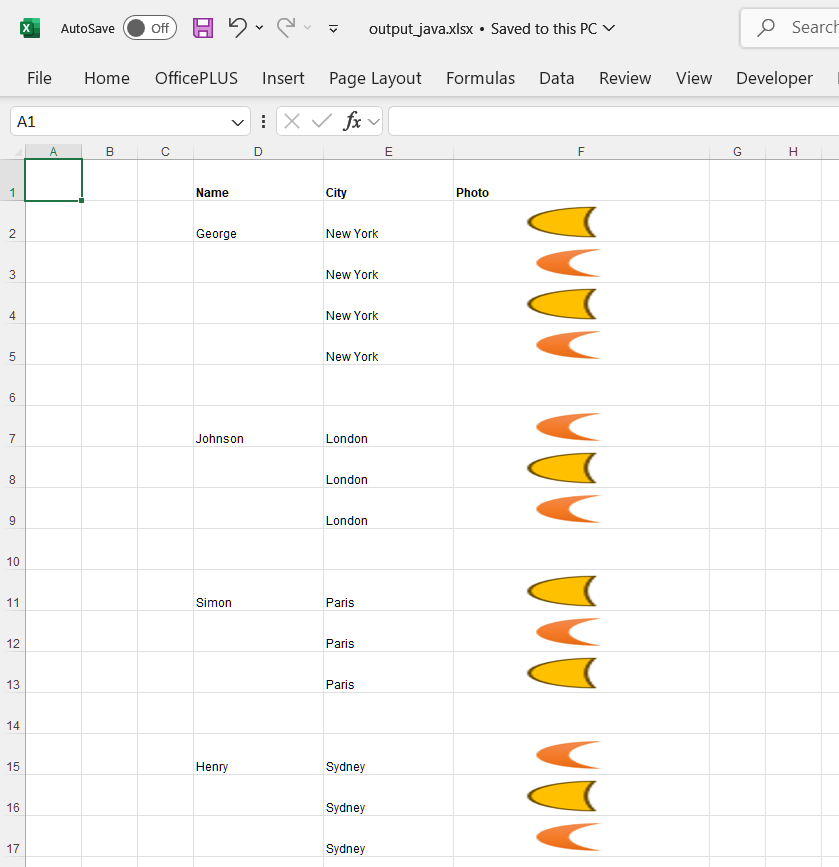 AutoSave Off output_java.xlsx • Saved to this PC
File Home OfficePLUS Insert Page Layout Formulas Data Review View Developer
A1 fx
A B C D E F G H
1 Name City Photo
2 George New York
3 New York
4 New York
5 New York
6
7 Johnson London
8 London
9 London
10
11 Simon Paris
12 Paris
13 Paris
14
15 Henry Sydney
16 Sydney
17 Sydney